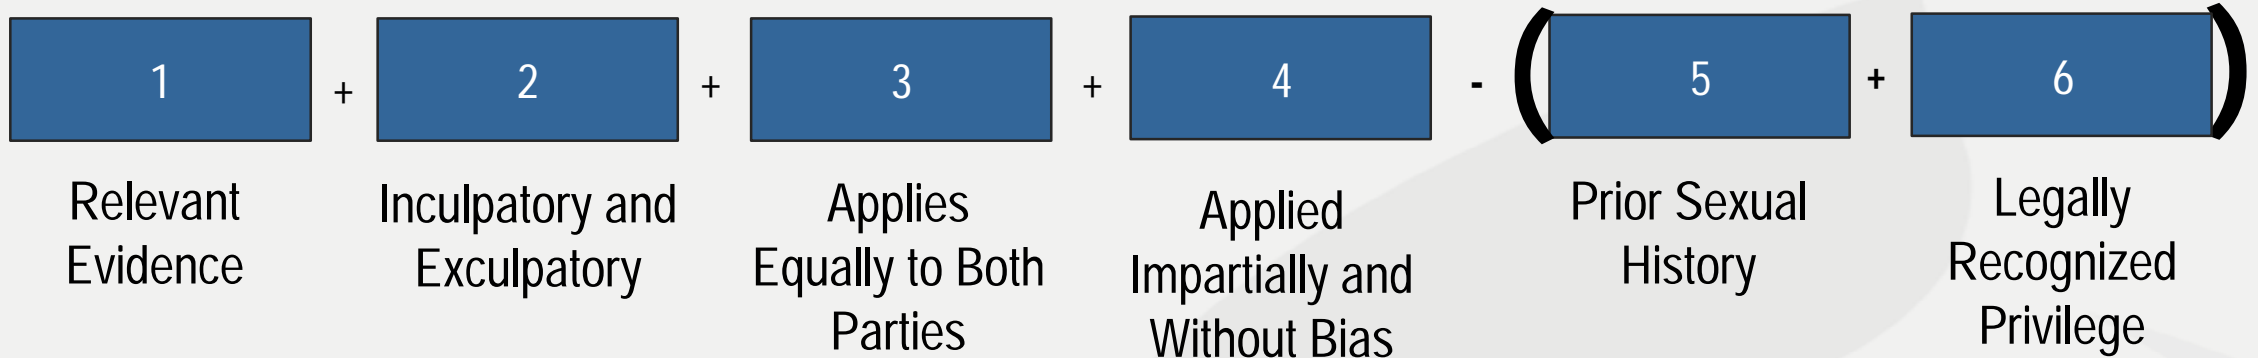 1 + 2 + 3 + 4 - ( 5 + 6 )
Relevant
Evidence
Inculpatory and
Exculpatory
Applies
Equally to Both
Parties
Applied
Impartially and
Without Bias
Prior Sexual
History
Legally
Recognized
Privilege